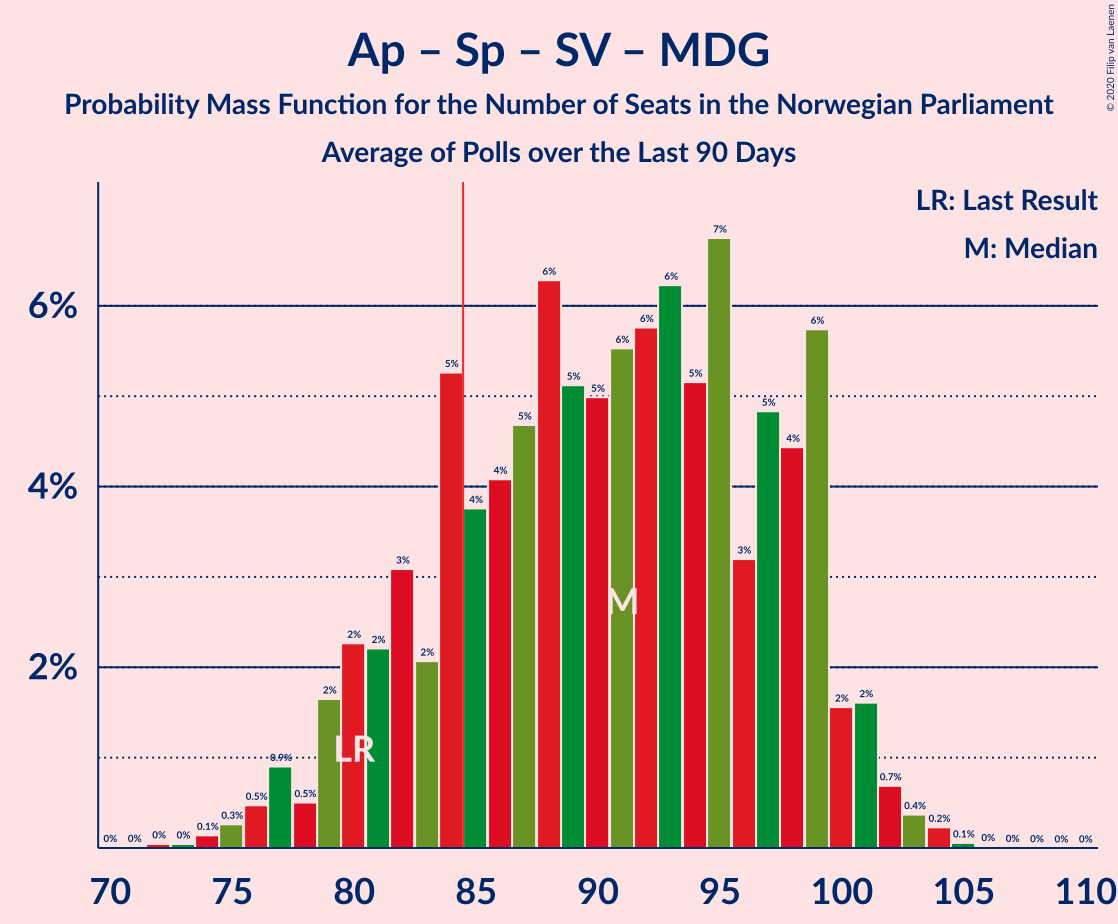 Ap – Sp – SV – MDG
Probability Mass Function for the Number of Seats in the Norwegian Parliament
Average of Polls over the Last 90 Days
© 2020 Filip van Laenen
LR: Last Result
M: Median
6%
4%
2%
0% 0% 0% 0% 0.1% 0.3% 0.5% 0.9% 0.5% 2% 2% 2% 3% 2% 5% 4% 4% 5% 6% 5% 5% 6% 6% 6% 5% 7% 3% 5% 4% 6% 2% 2% 0.7% 0.4% 0.2% 0.1% 0% 0% 0% 0% 0%
LR
M
70 75 80 85 90 95 100 105 110